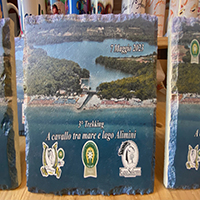 7 Maggio 2023
3° Trekking
A cavallo tra mare e lago Alimini